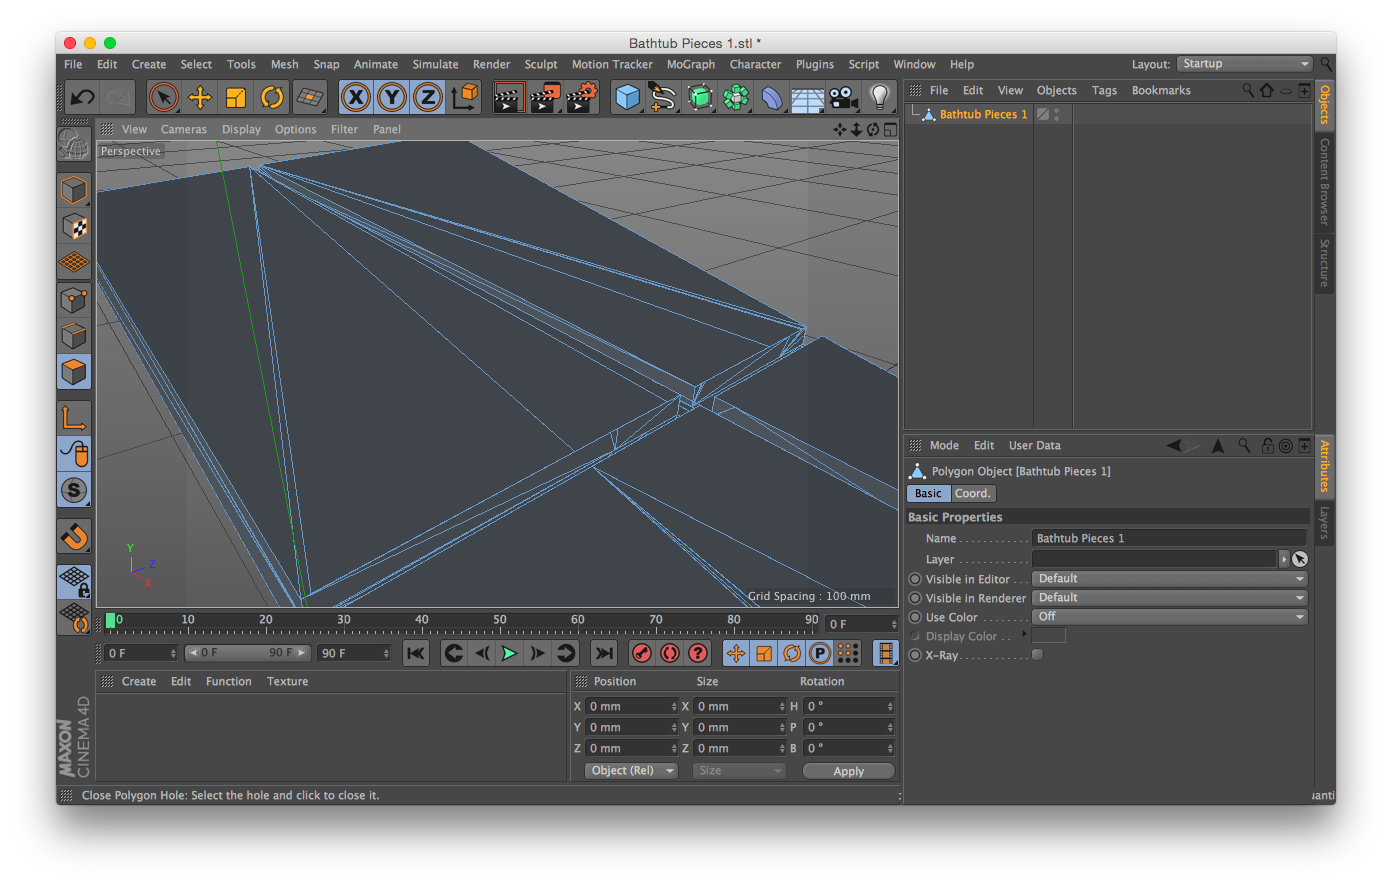 Bathtub Pieces 1.stl *
File Edit Create Select Tools Mesh Snap Animate Simulate Render Sculpt Motion Tracker MoGraph Character Plugins Script Window Help Layout: Startup
X Y Z
File Edit View Objects Tags Bookmarks
Bathtub Pieces 1
Objects
Content Browser
Structure
View Cameras Display Options Filter Panel
Perspective
Y
Z
X
Grid Spacing : 100 mm
S
Mode Edit User Data
Attributes
Layers
Polygon Object [Bathtub Pieces 1]
Basic Coord.
Basic Properties
Name . . . . . . . . . . . Bathtub Pieces 1
Layer . . . . . . . . . . .
Visible in Editor . . . Default
Visible in Renderer Default
Use Color . . . . . . . . Off
Display Color . .
X-Ray . . . . . . . . . . .
0 10 20 30 40 50 60 70 80 90 0 F
0 F 0 F 90 F 90 F ? P
Create Edit Function Texture
Position Size Rotation
X 0 mm X 0 mm H 0 °
Y 0 mm Y 0 mm P 0 °
Z 0 mm Z 0 mm B 0 °
Object (Rel) Size Apply
MAXON
CINEMA 4D
Close Polygon Hole: Select the hole and click to close it.
uanti